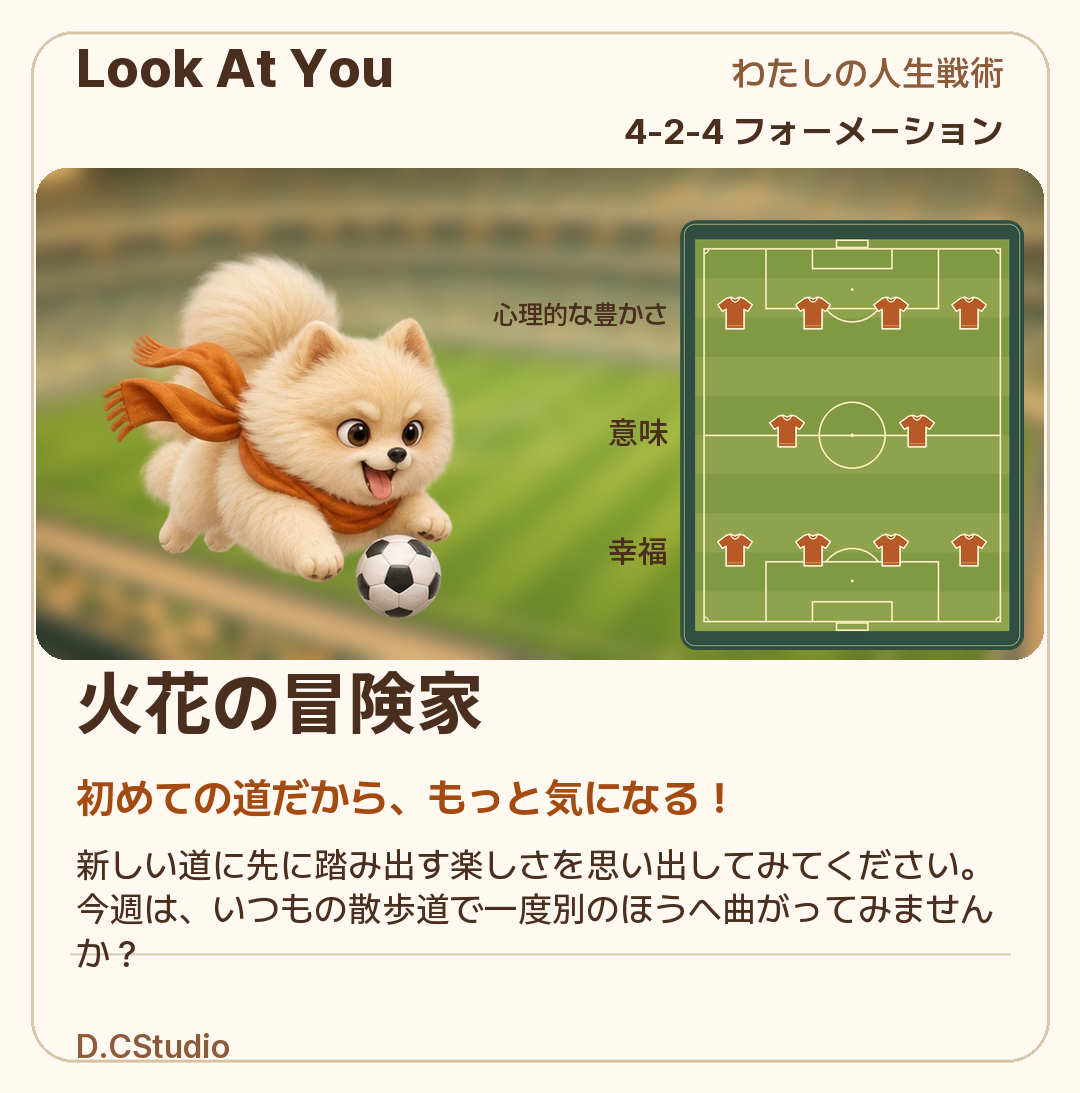 Look At You
わたしの人生戦術
4-2-4 フォーメーション
心理的な豊かさ
意味
幸福
火花の冒険家
初めての道だから、もっと気になる！
新しい道に先に踏み出す楽しさを思い出してみてください。
今週は、いつもの散歩道で一度別のほうへ曲がってみません
か？
D.CStudio